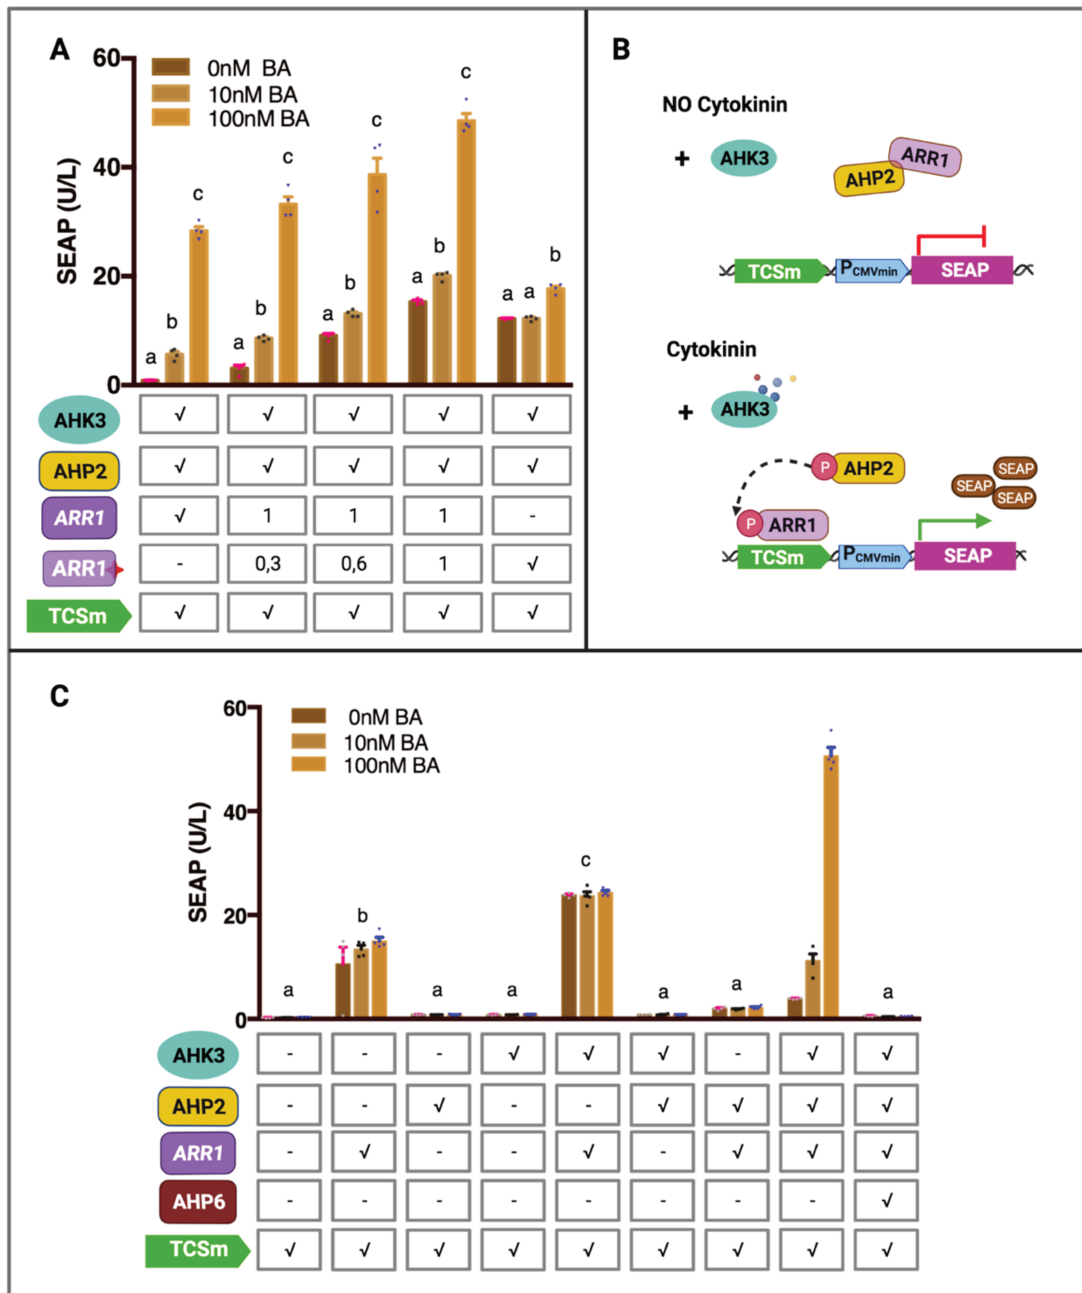 A
60
40
20
0
SEAP (U/L)
0nM BA
10nM BA
100nM BA
a b c
a b c
a b c
a b c
a a b
AHK3 √ √ √ √ √
AHP2 √ √ √ √ √
ARR1 √ 1 1 1 -
ARR1 - 0,3 0,6 1 √
TCSm √ √ √ √ √
B
NO Cytokinin
+ AHK3
AHP2 ARR1
TCSm PCMVmin SEAP
Cytokinin
+ AHK3
P AHP2
SEAP
SEAP
SEAP
P ARR1
TCSm PCMVmin SEAP
C
60
40
20
0
SEAP (U/L)
0nM BA
10nM BA
100nM BA
a b a a c a a a
AHK3 - - - √ √ √ - √ √
AHP2 - - √ - - √ √ √ √
ARR1 - √ - - √ - √ √ √
AHP6 - - - - - - - - √
TCSm √ √ √ √ √ √ √ √ √